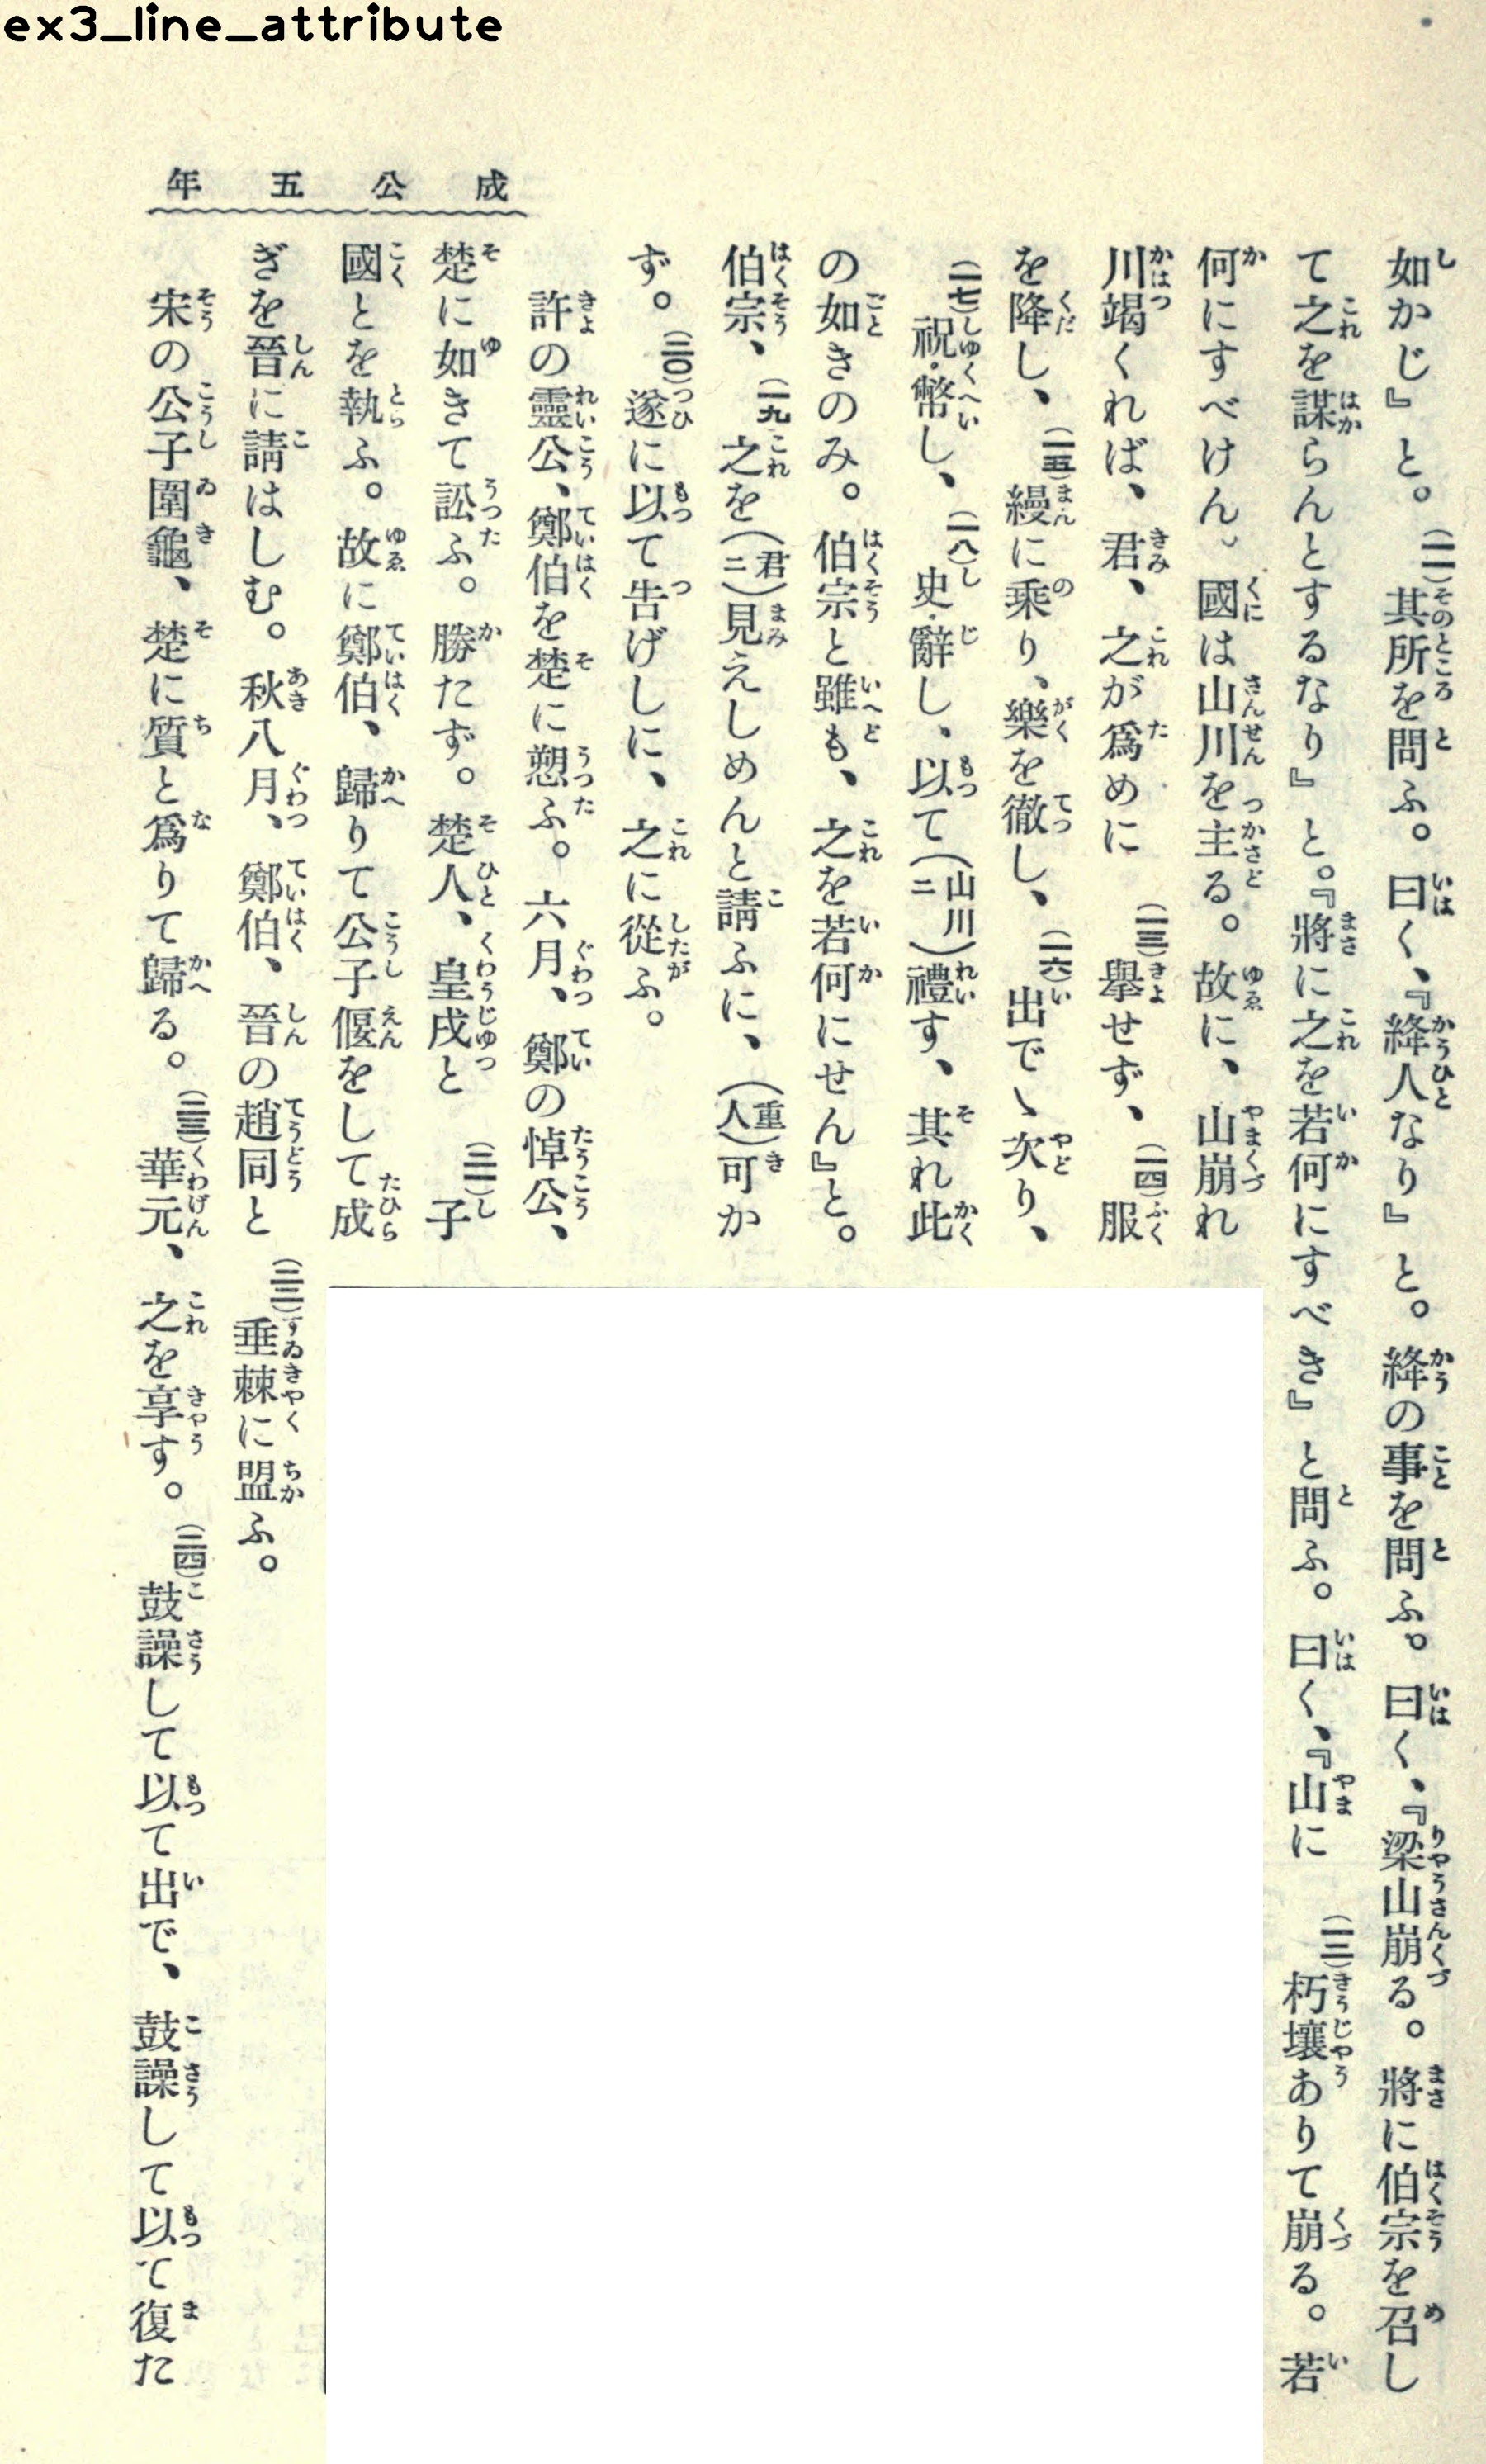 ex3_line_attribute
如かじ』と。(一一)其所を問ふ。曰く、『絳人なり』と。絳の事を問ふ。曰く、『梁山崩る。將に伯宗を召し
て之を謀らんとするなり』と。『將に之を若何にすべき』と問ふ。曰く、『山に(一二)朽壤ありて崩る。若
何にすべけん。國は山川を主る。故に、山崩れ
川竭くれば、君、之が爲めに(一三)擧せず、(一四)服
を降し、(一五)縵に乘り、樂を徹し、(一六)出でゝ次り、
(一七)祝・幣し、(一八)史・辭し、以て(山川ニ)禮す、其れ此
の如きのみ。伯宗と雖も、之を若何にせん』と。
伯宗、(一九)之を(君ニ)見えしめんと請ふに、(重人)可か
ず。(二〇)遂に以て告げしに、之に從ふ。
許の靈公、鄭伯を楚に愬ふ。六月、鄭の悼公、
楚に如きて訟ふ。勝たず。楚人、皇戌と(二一)子
國とを執ふ。故に鄭伯、歸りて公子偃をして成
ぎを晉に請はしむ。秋八月、鄭伯、晉の趙同と(二二)垂棘に盟ふ。
宋の公子圍龜、楚に質と爲りて歸る。(二三)華元、之を享す。(二四)鼓譟して以て出で、鼓譟して以て復た
成公五年